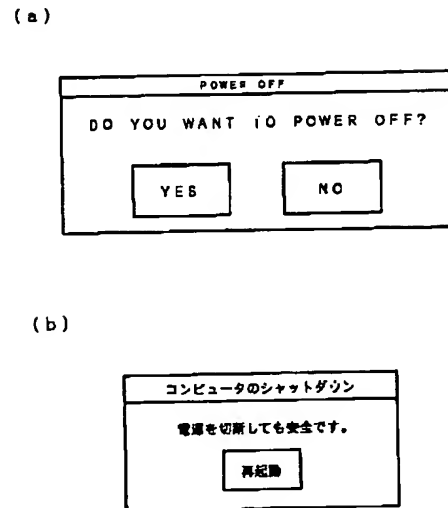 (a)
POWER OFF
DO YOU WANT TO POWER OFF?
YES NO
(b)
コンピュータのシャットダウン
電源を切断しても安全です。
再起動